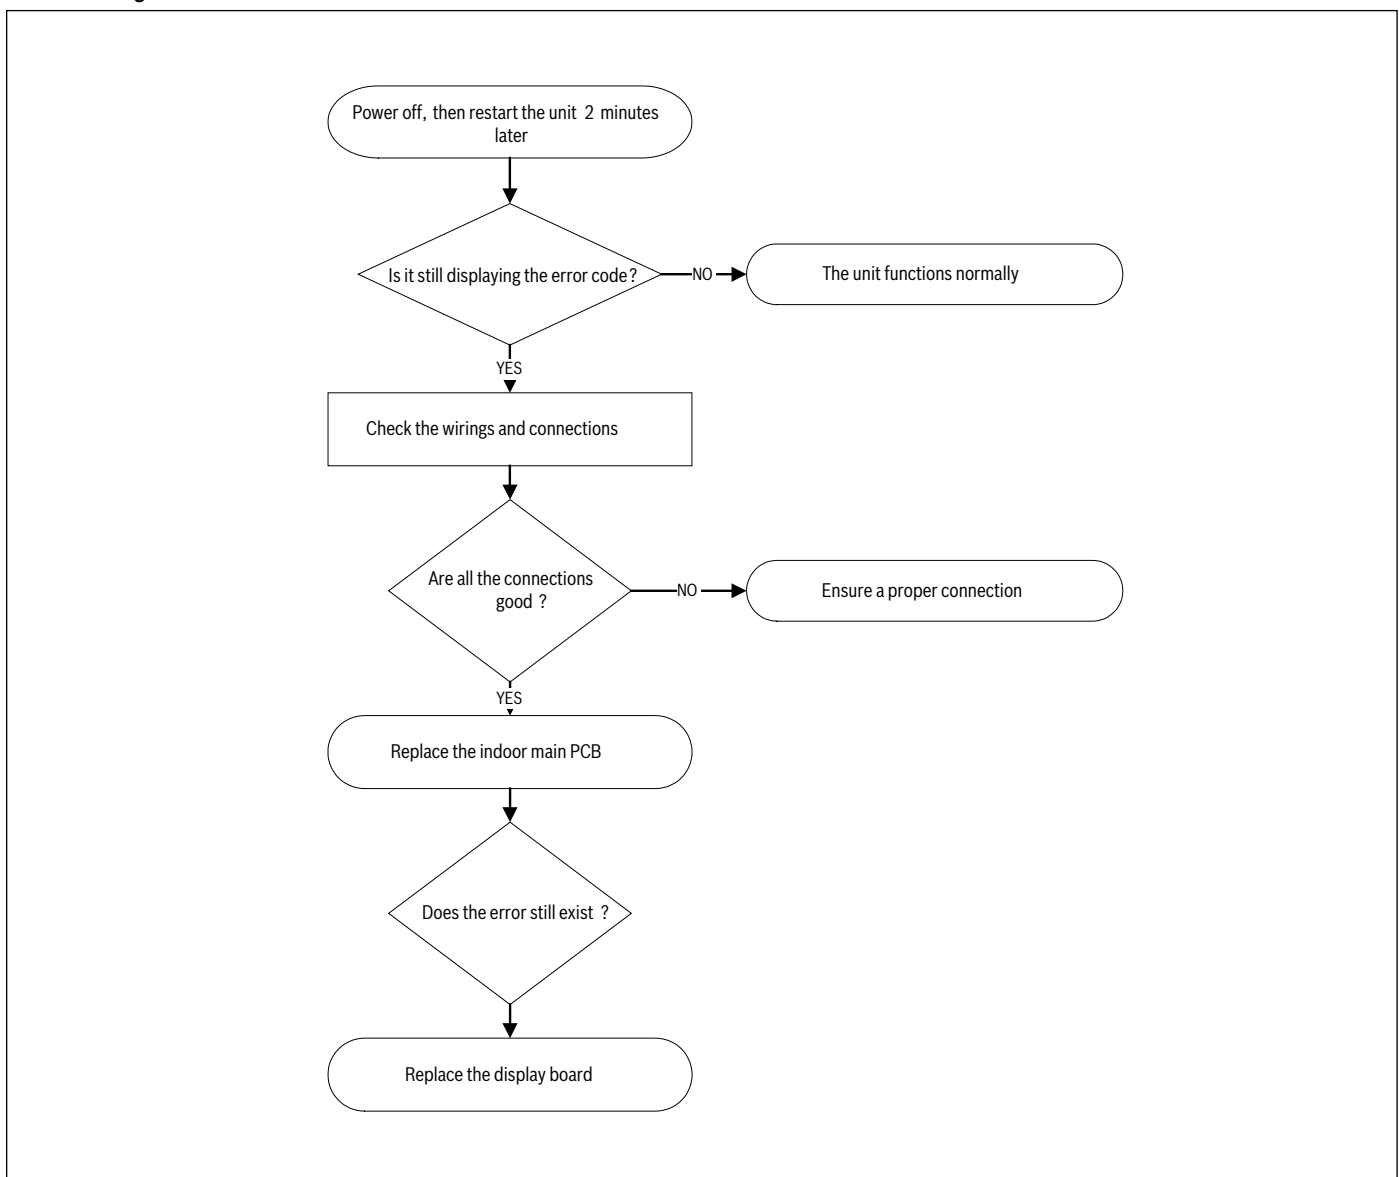 Power off, then restart the unit 2 minutes
later
Is it still displaying the error code?
NO
The unit functions normally
YES
Check the wirings and connections
Are all the connections
good ?
NO
Ensure a proper connection
YES
Replace the indoor main PCB
Does the error still exist ?
Replace the display board